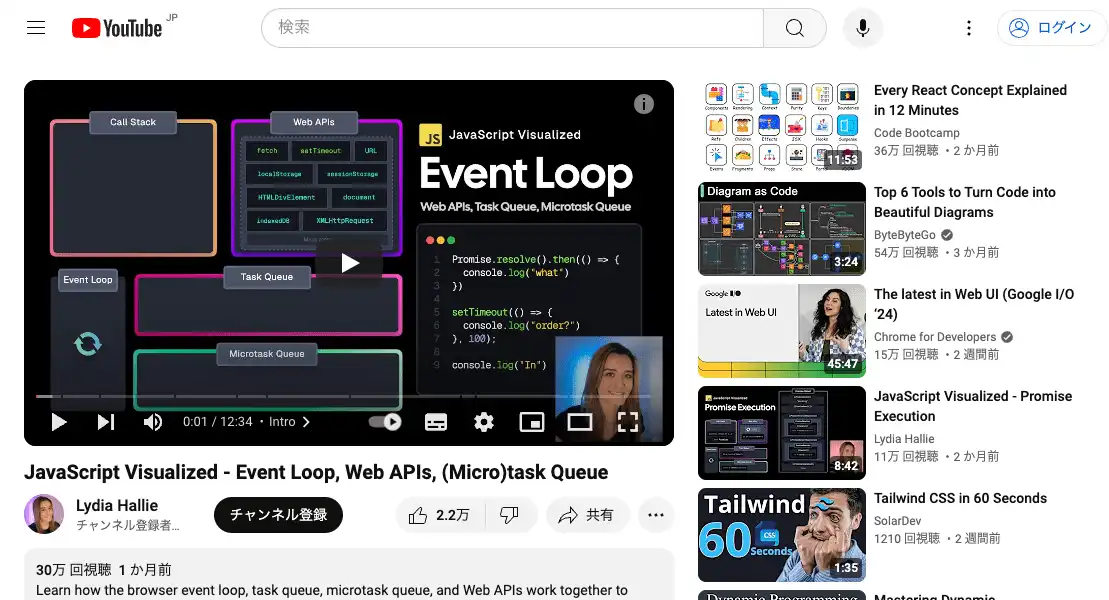 YouTube JP
検索
ログイン
Call Stack
Web APIs
fetch
setTimeout
URL
localStorage
sessionStorage
HTMLDivElement
document
indexedDB
XMLHttpRequest
Event Loop
Task Queue
Microtask Queue
JS
JavaScript Visualized
Event Loop
Web APIs, Task Queue, Microtask Queue
1 Promise.resolve().then(() => {
2 console.log("what")
3 })
4
5 setTimeout(() => {
6 console.log("order?")
7 }, 100);
8
9 console.log("In")
0:01 / 12:34 • Intro
JavaScript Visualized - Event Loop, Web APIs, (Micro)task Queue
Lydia Hallie
チャンネル登録者...
チャンネル登録
2.2万
共有
30万 回視聴 1 か月前
Learn how the browser event loop, task queue, microtask queue, and Web APIs work together to
11:53
Every React Concept Explained
in 12 Minutes
Code Bootcamp
36万 回視聴 • 2 か月前
Diagram as Code
3:24
Top 6 Tools to Turn Code into
Beautiful Diagrams
ByteByteGo
54万 回視聴 • 3 か月前
Google I/O
Latest in Web UI
45:47
The latest in Web UI (Google I/O
'24)
Chrome for Developers
15万 回視聴 • 2 週間前
JavaScript Visualized
Promise Execution
8:42
JavaScript Visualized - Promise
Execution
Lydia Hallie
11万 回視聴 • 2 か月前
Tailwind
60
CSS
Seconds
1:35
Tailwind CSS in 60 Seconds
SolarDev
1210 回視聴 • 2 週間前
Dynamic Programming
Mastering Dynamic